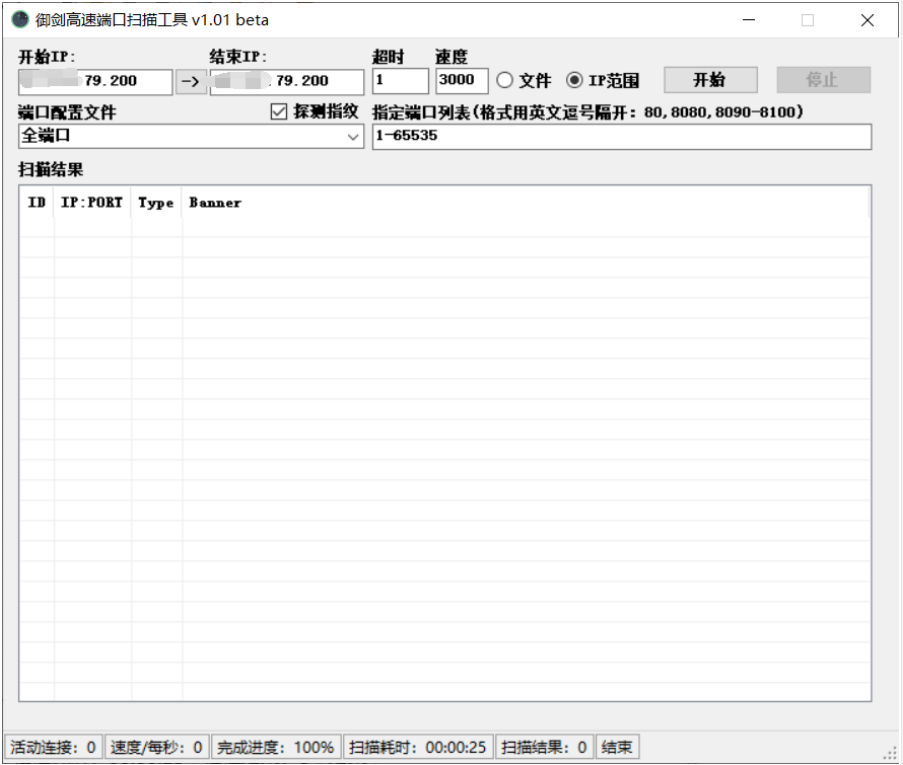 御剑高速端口扫描工具 v1.01 beta
开始IP: 结束IP: 超时 速度
79.200 -> .79.200 1 3000 文件 IP范围 开始 停止
端口配置文件 探测指纹 指定端口列表(格式用英文逗号隔开: 80,8080,8090-8100)
全端口 1-65535
扫描结果
ID IP:PORT Type Banner
活动连接: 0 速度/每秒: 0 完成进度: 100% 扫描耗时: 00:00:25 扫描结果: 0 结束